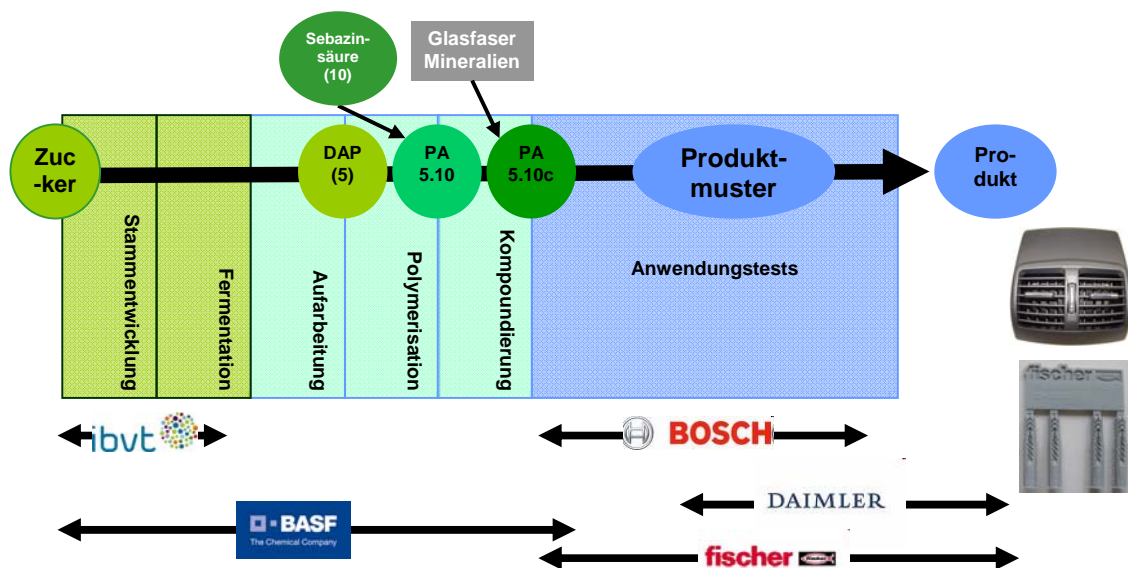 Sebazin-
säure
(10)
Glasfaser
Mineralien
Zuc
-ker
DAP
(5)
PA
5.10
PA
5.10c
Produkt-
muster
Pro-
dukt
Stammentwicklung
Fermentation
Aufarbeitung
Polymerisation
Kompoundierung
Anwendungstests
fischer
ibvt
BOSCH
DAIMLER
BASF
The Chemical Company
fischer